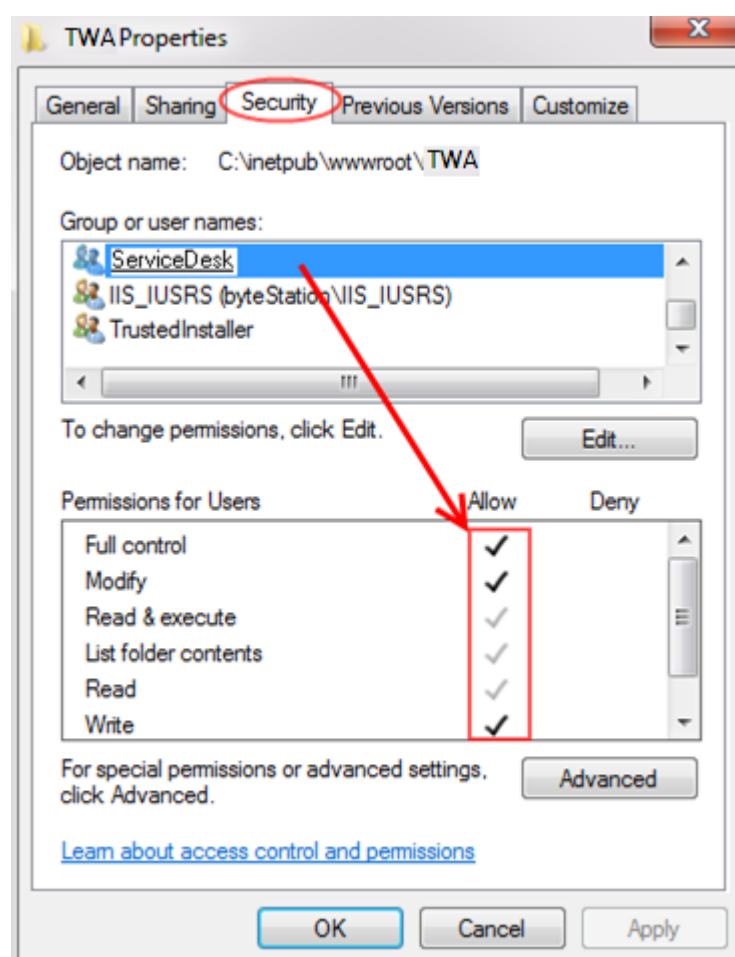 TWA Properties
General Sharing Security Previous Versions Customize
Object name: C:\inetpub\wwwroot\TWA
Group or user names:
ServiceDesk
IIS_IUSRS (byteStation\IIS_IUSRS)
TrustedInstaller
To change permissions, click Edit.
Edit...
Permissions for Users Allow Deny
Full control
Modify
Read & execute
List folder contents
Read
Write
For special permissions or advanced settings,
click Advanced.
Advanced
Learn about access control and permissions
OK Cancel Apply